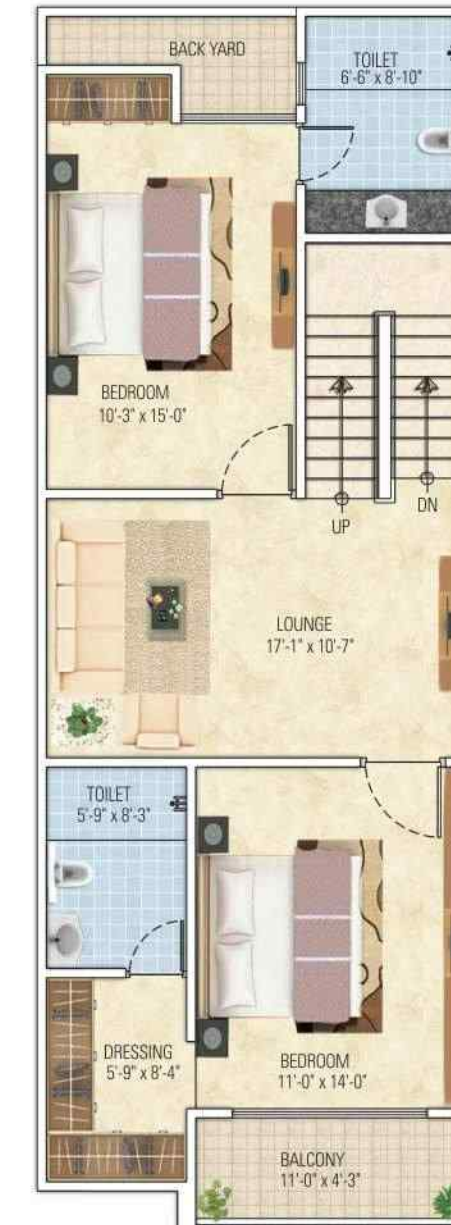 BACK YARD
TOILET
6'-6" x 8'-10"
BEDROOM
10'-3" x 15'-0"
UP
DN
LOUNGE
17'-1" x 10'-7"
TOILET
5'-9" x 8'-3"
DRESSING
5'-9" x 8'-4"
BEDROOM
11'-0" x 14'-0"
BALCONY
11'-0" x 4'-3"